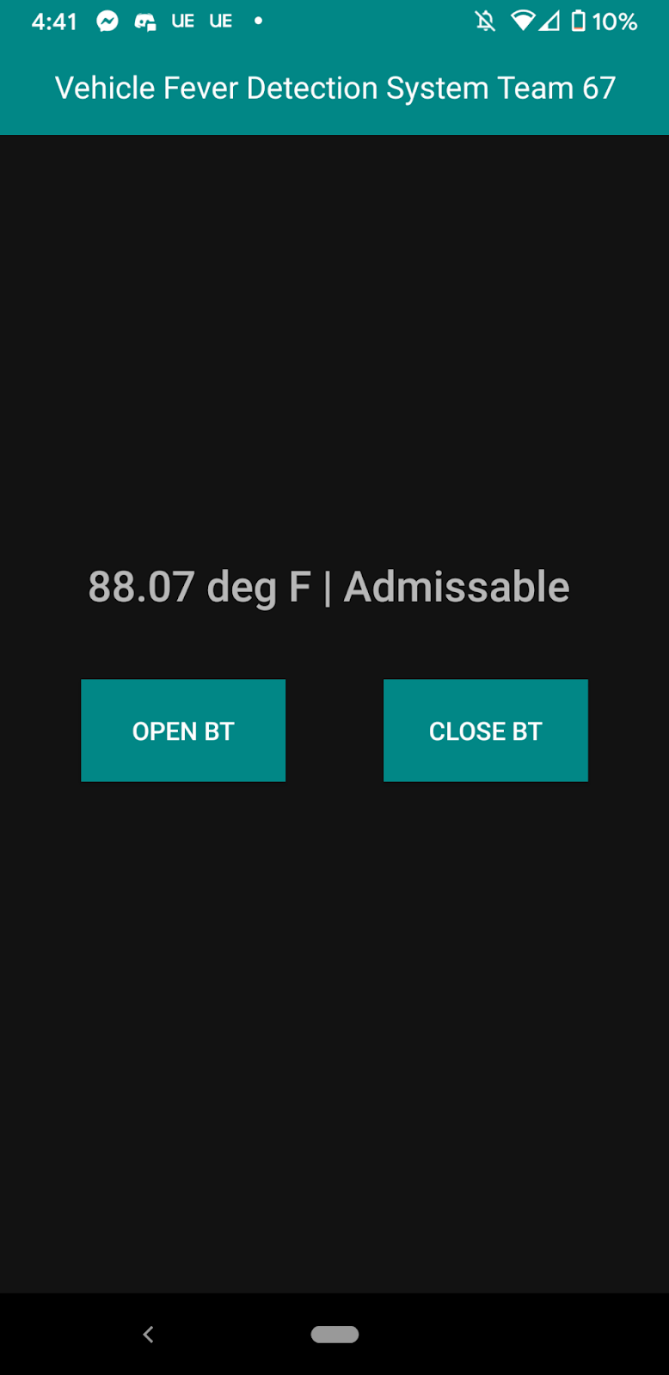 4:41 UE UE 10%
Vehicle Fever Detection System Team 67
88.07 deg F | Admissable
OPEN BT CLOSE BT